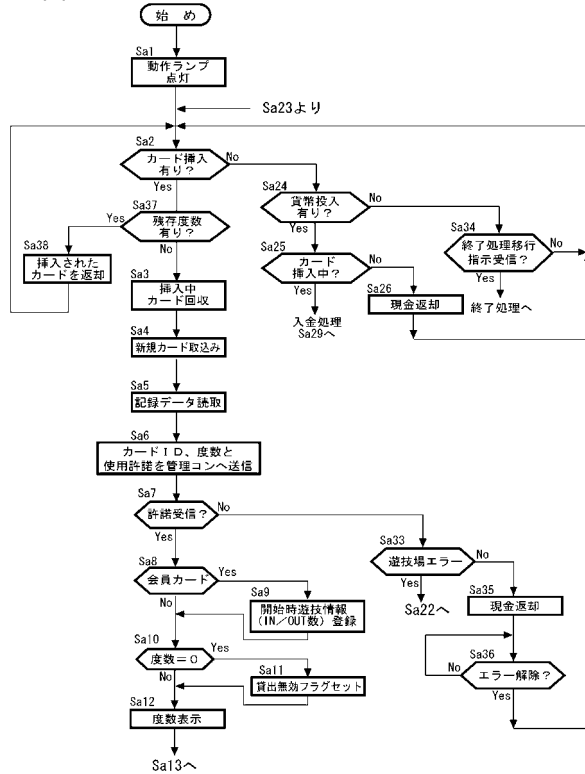 始 め
Sa1
動作ランプ
点灯
Sa23より
Sa2
カード挿入
有り？
No
Yes
Sa37
残存度数
有り？
Yes
No
Sa38
挿入された
カードを返却
Sa3
挿入中
カード回収
Sa4
新規カード取込み
Sa5
記録データ読取
Sa6
カードＩＤ、度数と
使用許諾を管理コンへ送信
Sa7
許諾受信？
No
Yes
Sa8
会員カード
Yes
No
Sa9
開始時遊技情報
（IN／OUT数）登録
Sa10
度数＝０
Yes
No
Sa11
貸出無効フラグセット
Sa12
度数表示
Sa13へ
Sa24
貨幣投入
有り？
No
Yes
Sa25
カード
挿入中？
No
Yes
入金処理
Sa29へ
Sa26
現金返却
Sa34
終了処理移行
指示受信？
No
Yes
終了処理へ
Sa33
遊技場エラー
No
Yes
Sa22へ
Sa35
現金返却
Sa36
エラー解除？
No
Yes